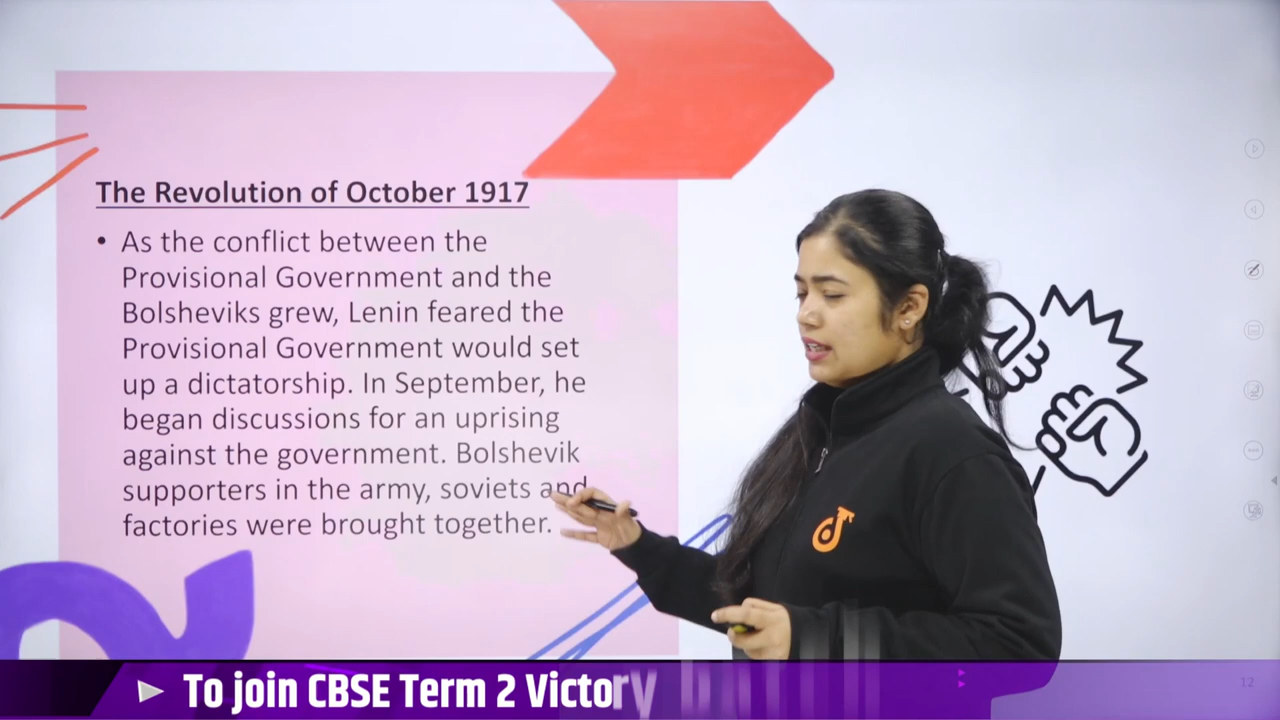 The Revolution of October 1917
• As the conflict between the
Provisional Government and the
Bolsheviks grew, Lenin feared the
Provisional Government would set
up a dictatorship. In September, he
began discussions for an uprising
against the government. Bolshevik
supporters in the army, soviets and
factories were brought together.
To join CBSE Term 2 Victory
12